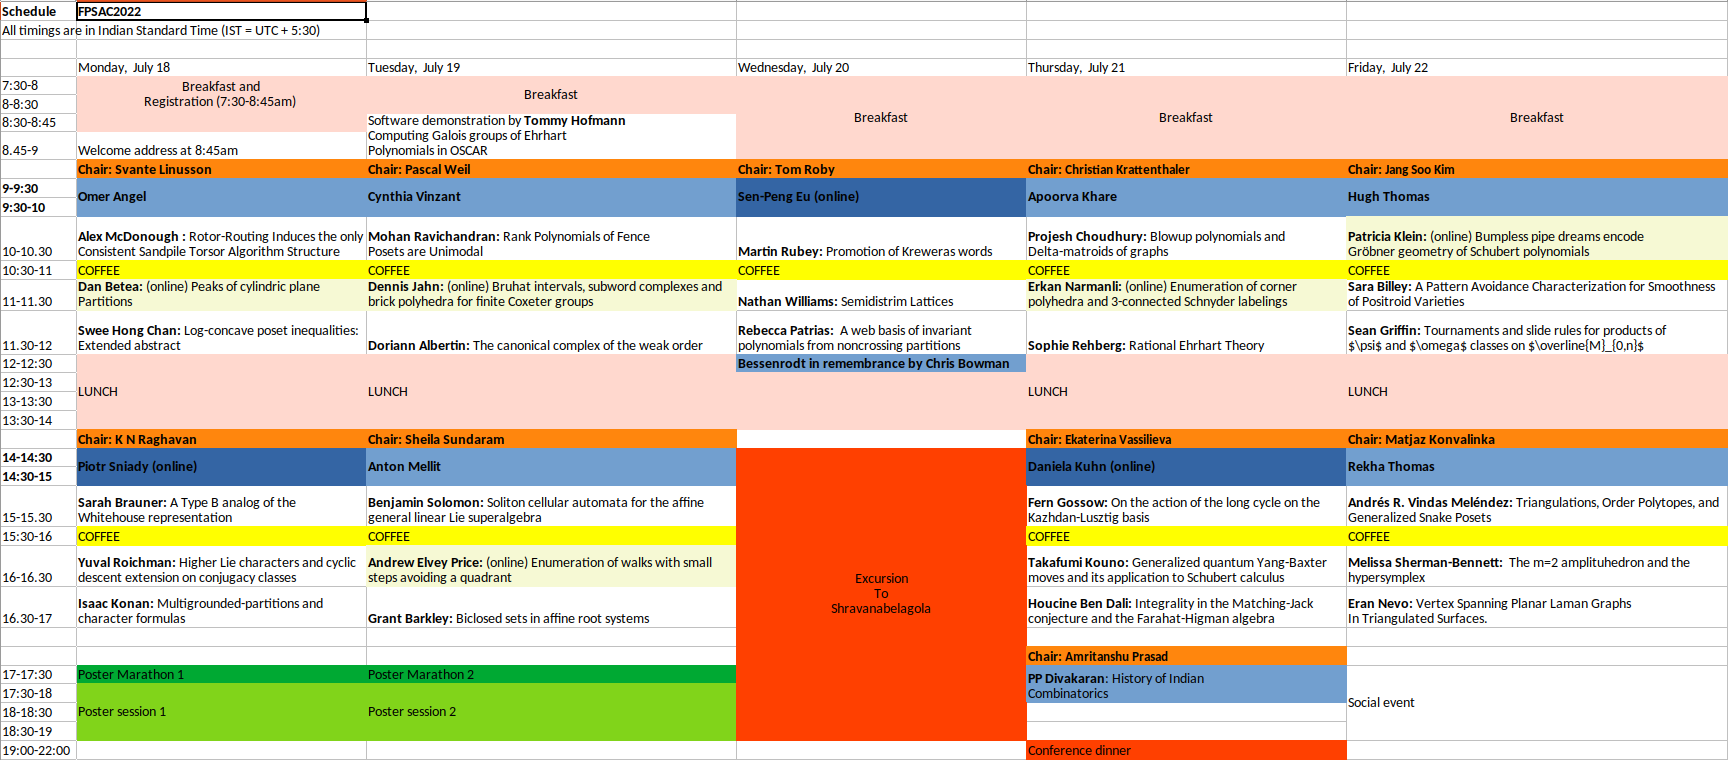 Schedule FPSAC2022
All timings are in Indian Standard Time (IST = UTC + 5:30)
Monday, July 18 Tuesday, July 19 Wednesday, July 20 Thursday, July 21 Friday, July 22
7:30-8
8-8:30
8:30-8:45
8.45-9
Breakfast and
Registration (7:30-8:45am)
Welcome address at 8:45am
Breakfast
Software demonstration by Tommy Hofmann
Computing Galois groups of Ehrhart
Polynomials in OSCAR
Breakfast
Breakfast
Breakfast
Chair: Svante Linusson Chair: Pascal Weil Chair: Tom Roby Chair: Christian Krattenthaler Chair: Jang Soo Kim
9-9:30
9:30-10
Omer Angel Cynthia Vinzant Sen-Peng Eu (online) Apoorva Khare Hugh Thomas
10-10.30
Alex McDonough : Rotor-Routing Induces the only
Consistent Sandpile Torsor Algorithm Structure
Mohan Ravichandran: Rank Polynomials of Fence
Posets are Unimodal
Martin Rubey: Promotion of Kreweras words
Projesh Choudhury: Blowup polynomials and
Delta-matroids of graphs
Patricia Klein: (online) Bumpless pipe dreams encode
Gröbner geometry of Schubert polynomials
10:30-11 COFFEE COFFEE COFFEE COFFEE COFFEE
11-11.30
Dan Betea: (online) Peaks of cylindric plane
Partitions
Dennis Jahn: (online) Bruhat intervals, subword complexes and
brick polyhedra for finite Coxeter groups
Nathan Williams: Semidistrim Lattices
Erkan Narmanli: (online) Enumeration of corner
polyhedra and 3-connected Schnyder labelings
Sara Billey: A Pattern Avoidance Characterization for Smoothness
of Positroid Varieties
11.30-12
Swee Hong Chan: Log-concave poset inequalities:
Extended abstract
Doriann Albertin: The canonical complex of the weak order
Rebecca Patrias: A web basis of invariant
polynomials from noncrossing partitions
Sophie Rehberg: Rational Ehrhart Theory
Sean Griffin: Tournaments and slide rules for products of
$\psi$ and $\omega$ classes on $\overline{M}_{0,n}$
12-12:30
12:30-13
13-13:30
13:30-14
LUNCH LUNCH
Bessenrodt in remembrance by Chris Bowman
LUNCH LUNCH
Chair: K N Raghavan Chair: Sheila Sundaram Chair: Ekaterina Vassilieva Chair: Matjaz Konvalinka
14-14:30
14:30-15
Piotr Sniady (online) Anton Mellit Daniela Kuhn (online) Rekha Thomas
15-15.30
Sarah Brauner: A Type B analog of the
Whitehouse representation
Benjamin Solomon: Soliton cellular automata for the affine
general linear Lie superalgebra
Fern Gossow: On the action of the long cycle on the
Kazhdan-Lusztig basis
Andrés R. Vindas Meléndez: Triangulations, Order Polytopes, and
Generalized Snake Posets
15:30-16 COFFEE COFFEE COFFEE COFFEE
16-16.30
Yuval Roichman: Higher Lie characters and cyclic
descent extension on conjugacy classes
Andrew Elvey Price: (online) Enumeration of walks with small
steps avoiding a quadrant
Takafumi Kouno: Generalized quantum Yang-Baxter
moves and its application to Schubert calculus
Melissa Sherman-Bennett: The m=2 amplituhedron and the
hypersymplex
16.30-17
Isaac Konan: Multigrounded-partitions and
character formulas
Grant Barkley: Biclosed sets in affine root systems
Houcine Ben Dali: Integrality in the Matching-Jack
conjecture and the Farahat-Higman algebra
Eran Nevo: Vertex Spanning Planar Laman Graphs
In Triangulated Surfaces.
Excursion
To
Shravanabelagola
Chair: Amritanshu Prasad
17-17:30
17:30-18
18-18:30
18:30-19
Poster Marathon 1 Poster Marathon 2
Poster session 1 Poster session 2
PP Divakaran: History of Indian
Combinatorics
Social event
19:00-22:00 Conference dinner